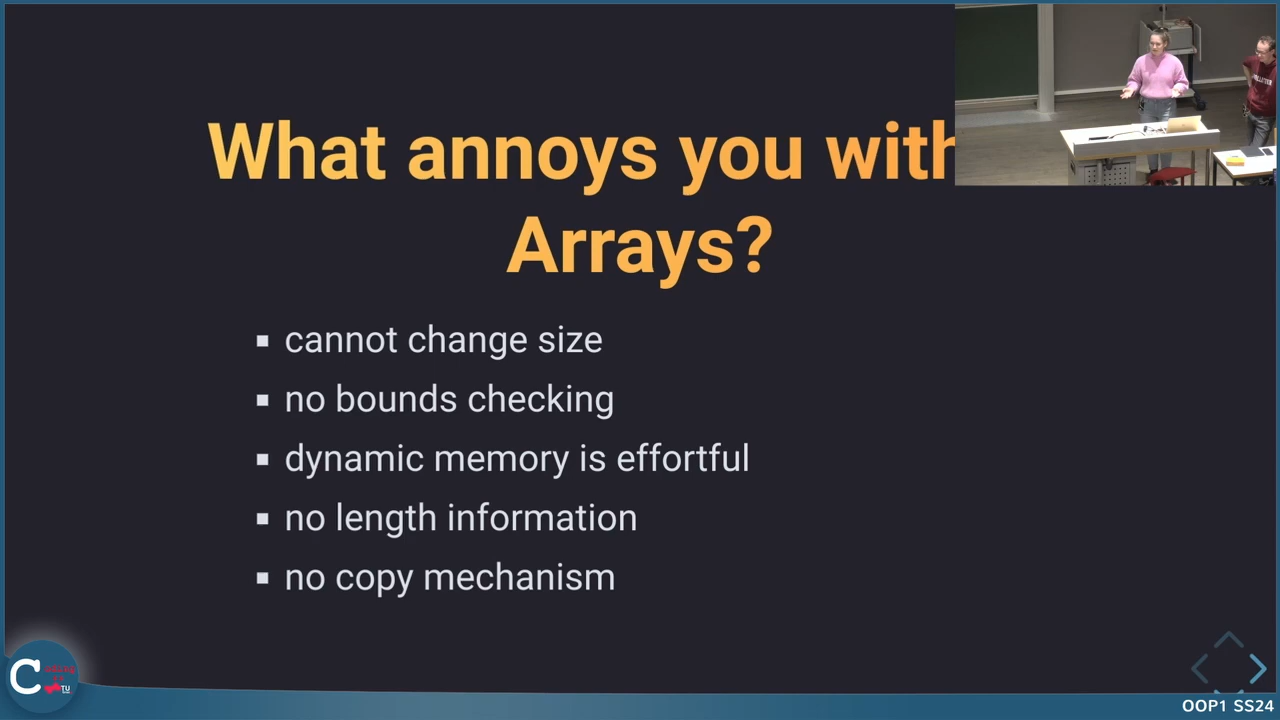 What annoys you with
Arrays?
cannot change size
no bounds checking
dynamic memory is effortful
no length information
no copy mechanism
C
TU
OOP1 SS24